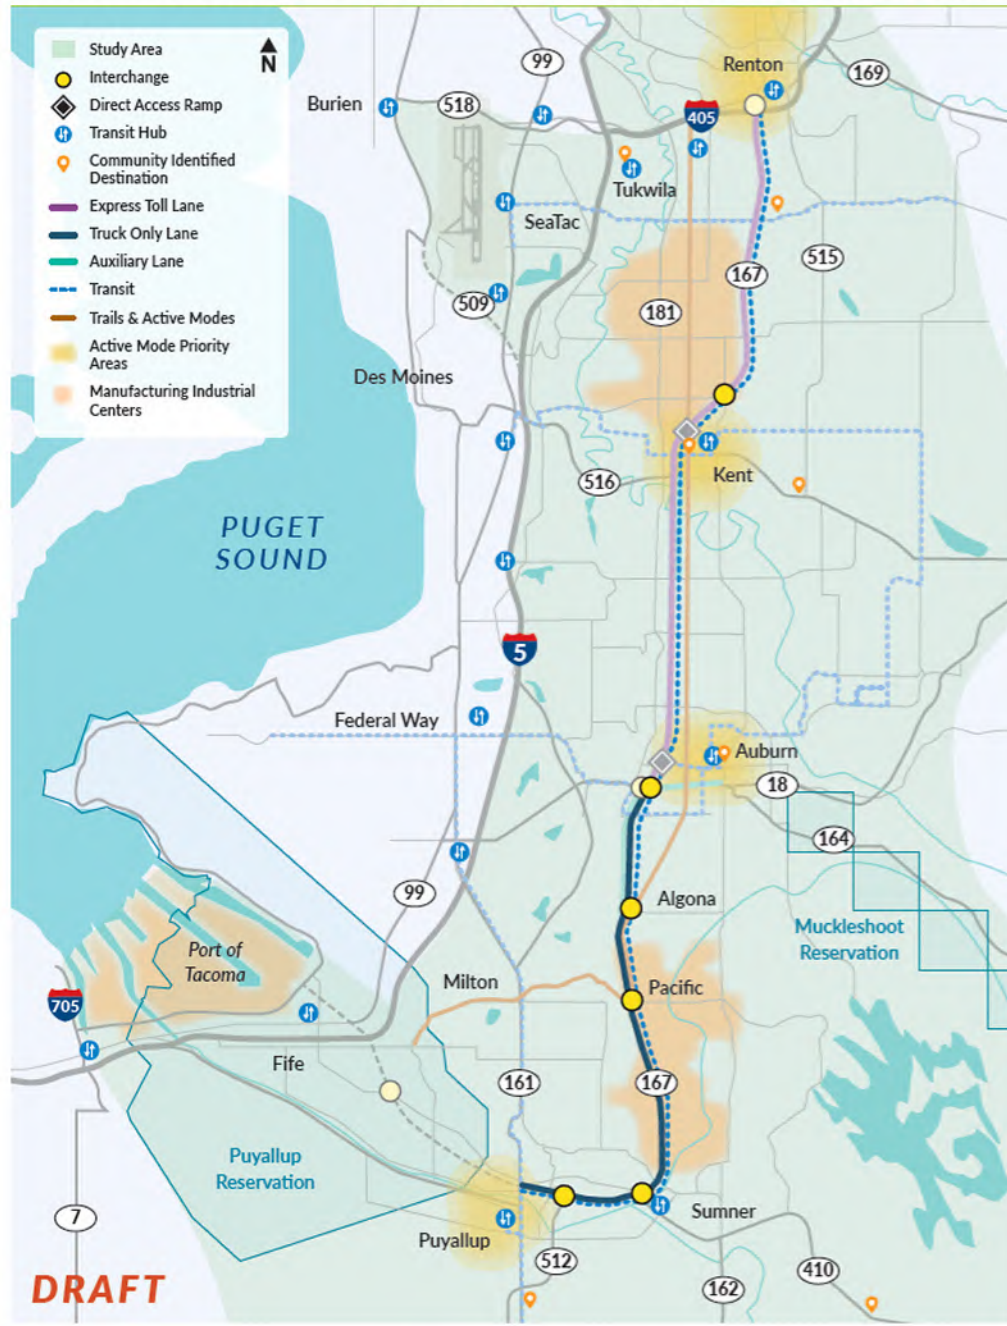 Study Area
N
Interchange
Direct Access Ramp
Transit Hub
Community Identified
Destination
Express Toll Lane
Truck Only Lane
Auxiliary Lane
Transit
Trails & Active Modes
Active Mode Priority
Areas
Manufacturing Industrial
Centers
99
Renton
169
Burien
518
405
Tukwila
SeaTac
515
167
509
181
Des Moines
516
Kent
PUGET
SOUND
5
Federal Way
Auburn
18
164
99
Algona
Muckleshoot
Reservation
Port of
Tacoma
Milton
Pacific
705
Fife
161
167
Puyallup
Reservation
7
Sumner
Puyallup
512
410
162
DRAFT